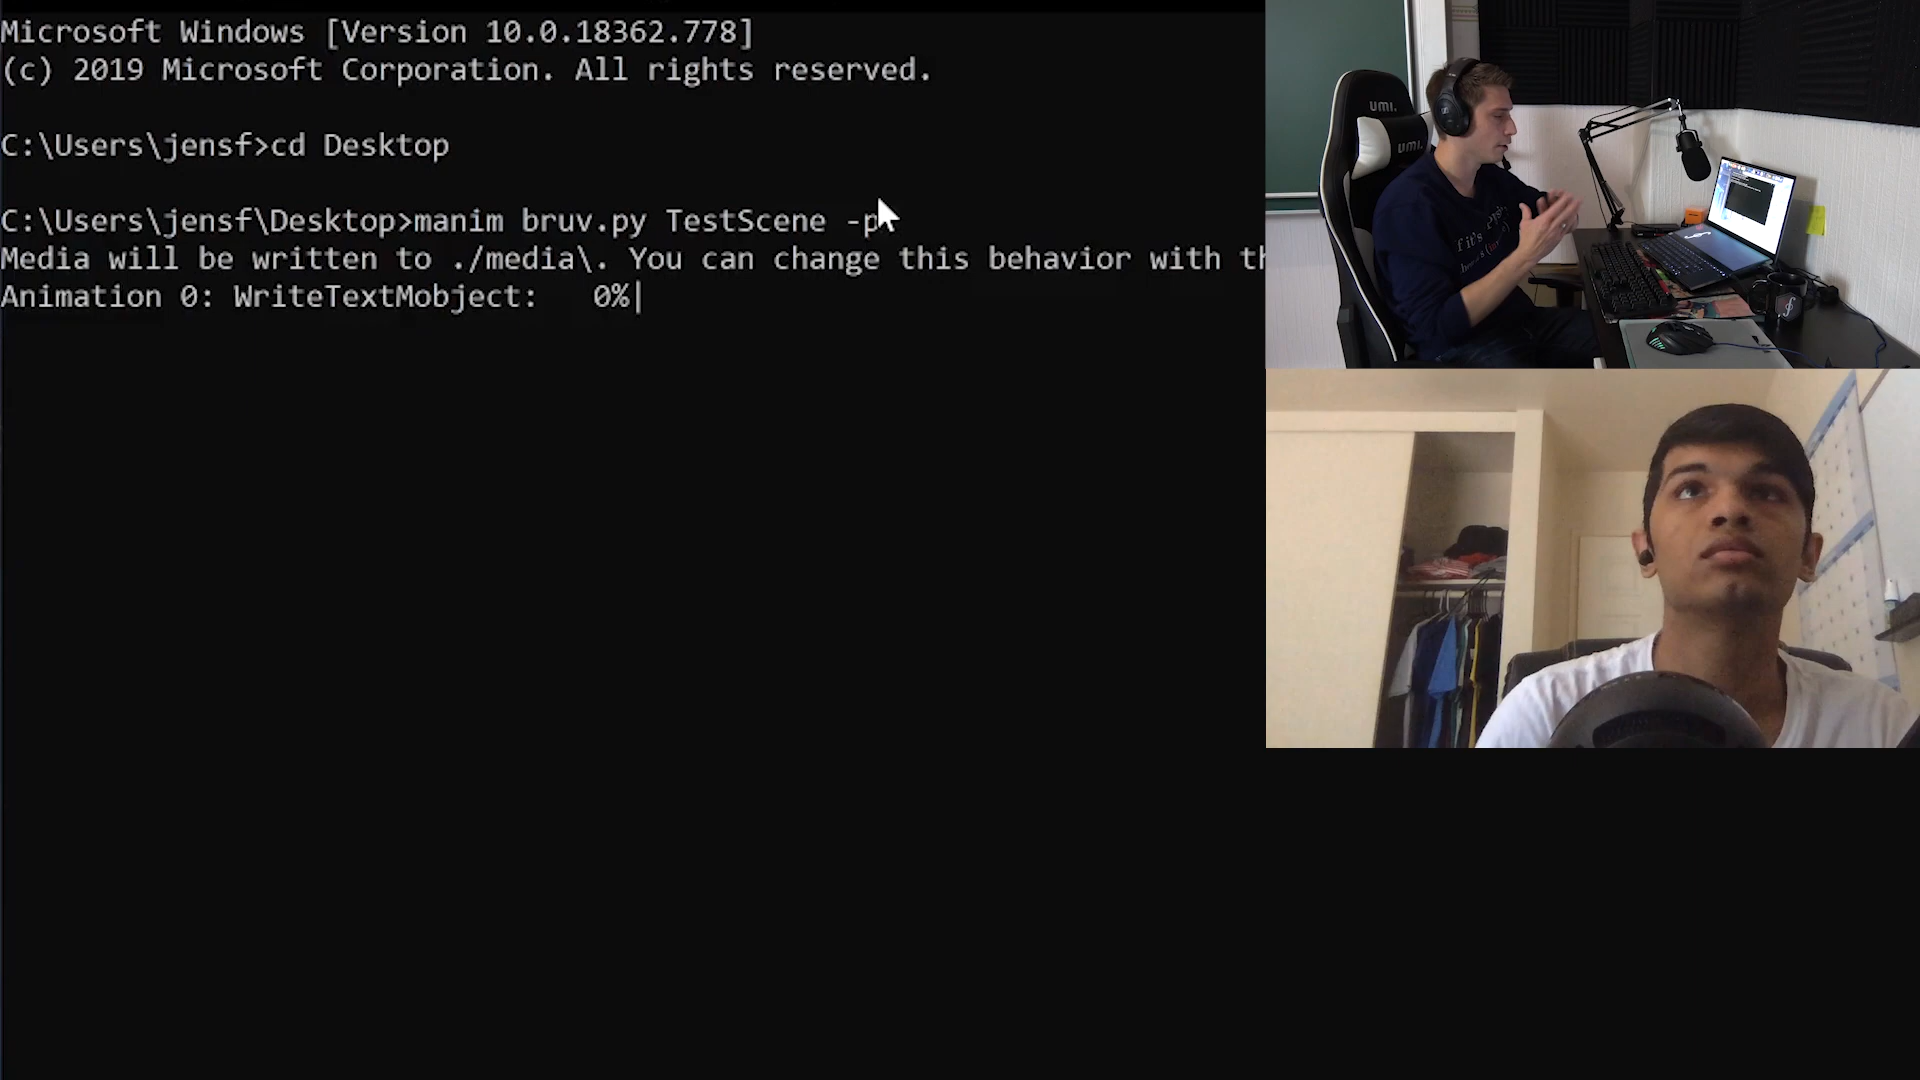 Microsoft Windows [Version 10.0.18362.778]
(c) 2019 Microsoft Corporation. All rights reserved.
C:\Users\jensf>cd Desktop
C:\Users\jensf\Desktop>manim bruv.py TestScene -p
Media will be written to ./media\. You can change this behavior with
Animation 0: WriteTextMobject:   0%|
UMI.
UMI.